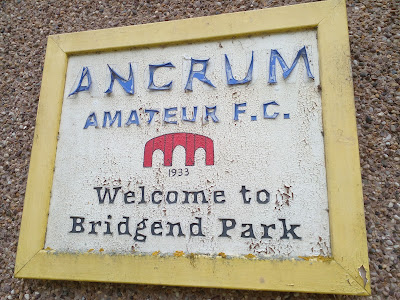 ANCRUM
AMATEUR F.C.
1933
Welcome to
Bridgend Park